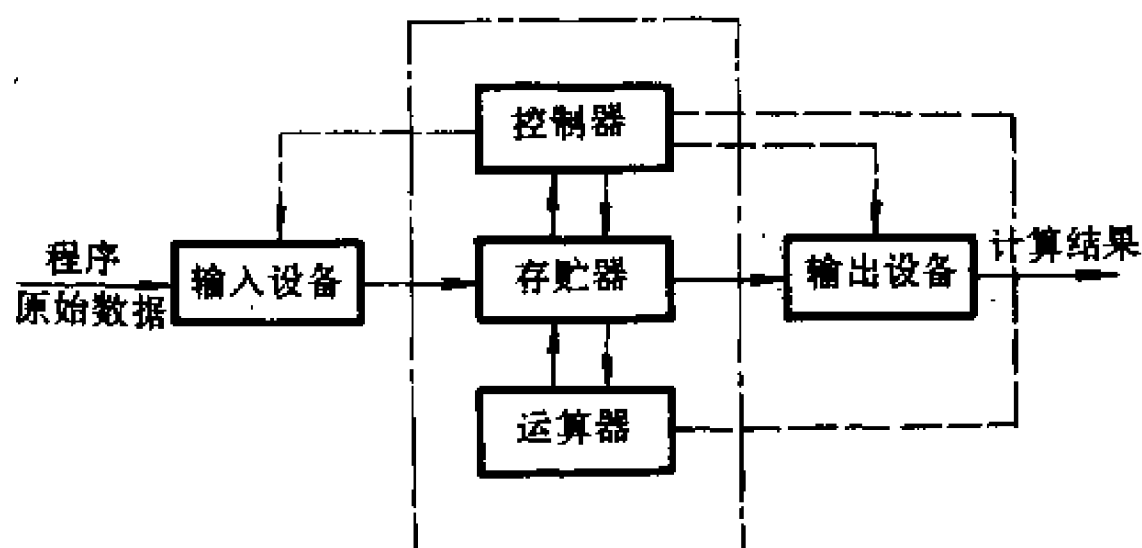 控制器
程序
原始数据
输入设备
存贮器
输出设备
计算结果
运算器